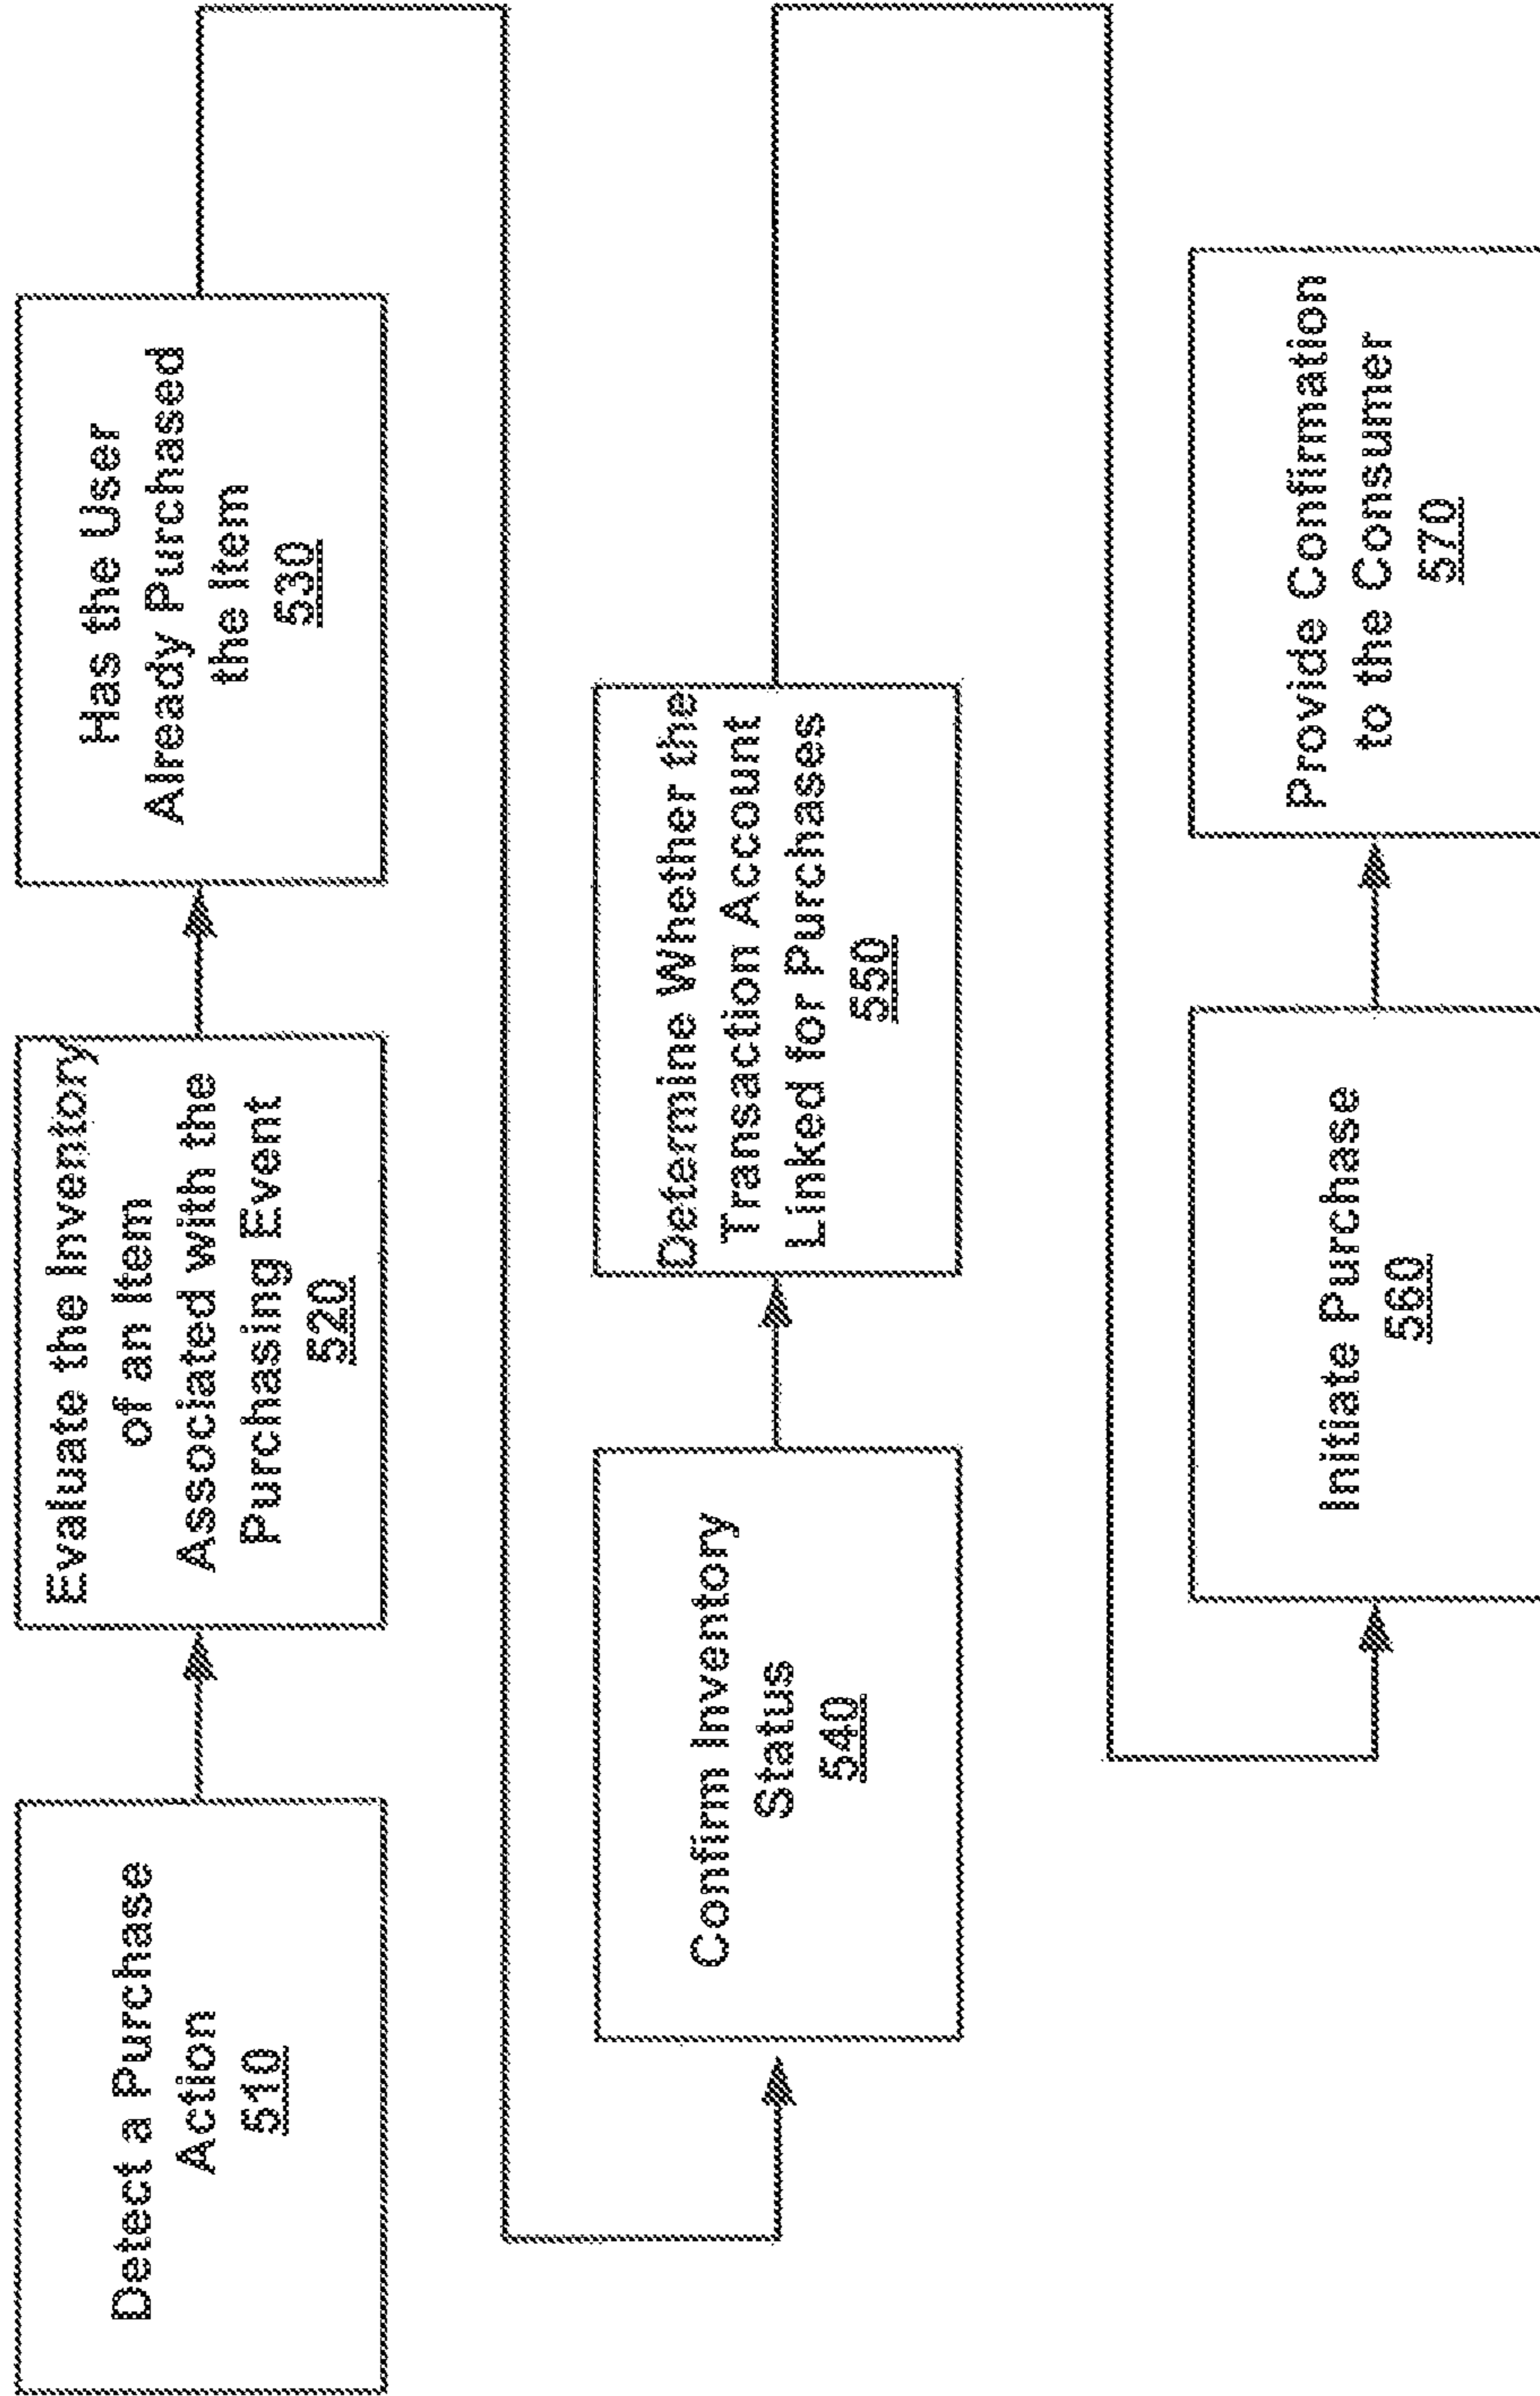 Detect a Purchase
Action
510
Evaluate the Inventory
of an Item
Associated with the
Purchasing Event
520
Has the User
Already Purchased
the Item
530
Confirm Inventory
Status
540
Determine Whether the
Transaction Account
Linked for Purchases
550
Initiate Purchase
560
Provide Confirmation
to the Consumer
570